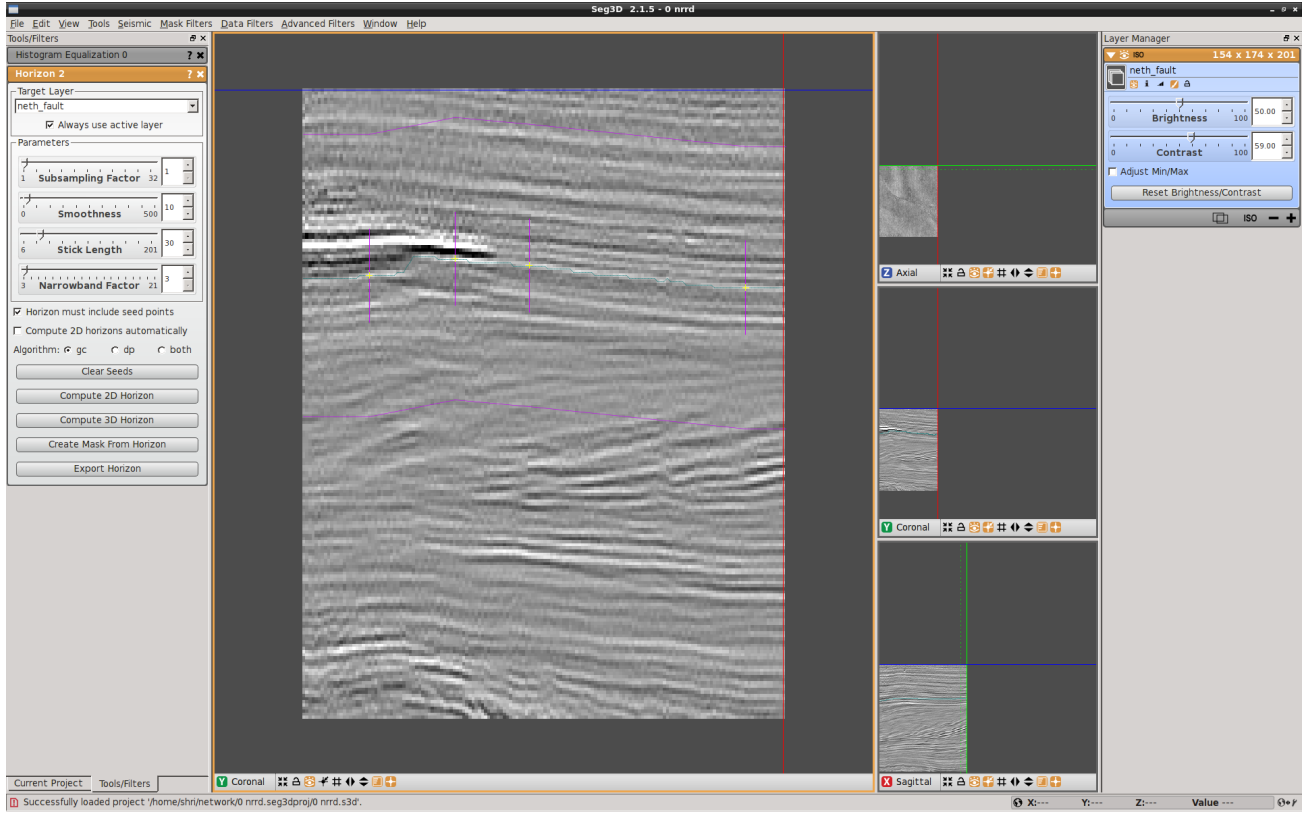 Seg3D 2.1.5 - 0 nrrd
File Edit View Tools Seismic Mask Filters Data Filters Advanced Filters Window Help
Tools/Filters
Histogram Equalization 0 ?
Horizon 2 ?
Target Layer
neth_fault
Always use active layer
Parameters
1 Subsampling Factor 32 1
0 Smoothness 500 10
6 Stick Length 201 30
3 Narrowband Factor 21 3
Horizon must include seed points
Compute 2D horizons automatically
Algorithm: gc dp both
Clear Seeds
Compute 2D Horizon
Compute 3D Horizon
Create Mask From Horizon
Export Horizon
Current Project Tools/Filters
Y Coronal
Z Axial
Y Coronal
X Sagittal
Layer Manager
ISO 154 x 174 x 201
neth_fault
0 Brightness 100 50.00
0 Contrast 100 59.00
Adjust Min/Max
Reset Brightness/Contrast
ISO
Successfully loaded project '/home/shri/network/0 nrrd.seg3dproj/0 nrrd.s3d'.
X:--- Y:--- Z:--- Value ---